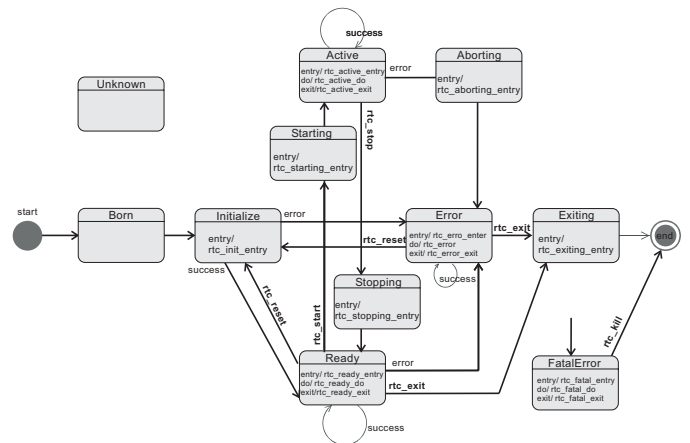 success
Active
entry/ rtc_active_entry
do/ rtc_active_do
exit/rtc_active_exit
error
Aborting
entry/
rtc_aborting_entry
Unknown
rtc_stop
Starting
entry/
rtc_starting_entry
start
Born
Initialize
entry/
rtc_init_entry
error
rtc_reset
Error
entry/ rtc_erro_enter
do/ rtc_error
exit/ rtc_error_exit
success
rtc_exit
Exiting
entry/
rtc_exiting_entry
end
success
rtc_reset
rtc_start
Stopping
entry/
rtc_stopping_entry
Ready
entry/ rtc_ready_entry
do/ rtc_ready_do
exit/rtc_ready_exit
error
rtc_exit
success
FatalError
entry/ rtc_fatal_entry
do/ rtc_fatal_do
exit/ rtc_fatal_exit
rtc_kill